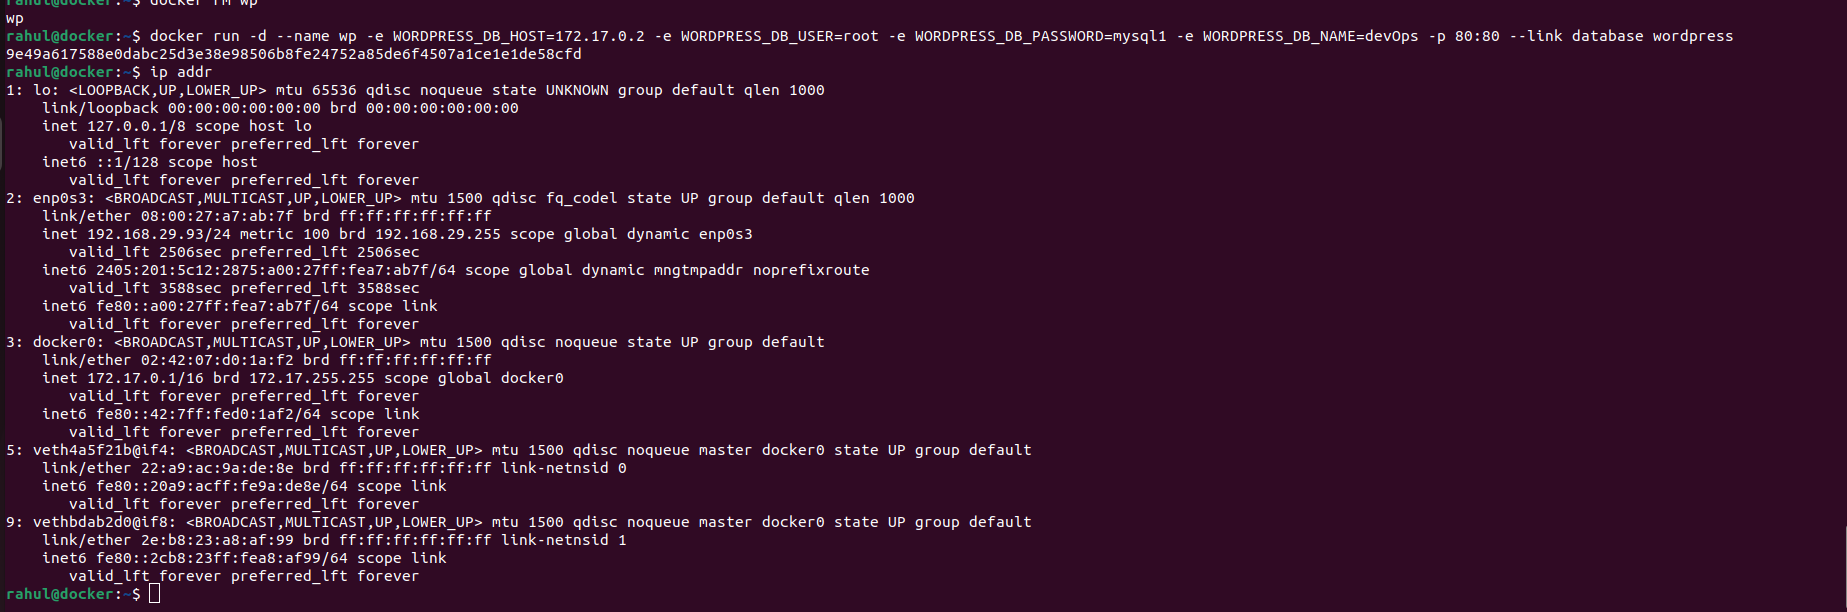 rahul@docker:~$ docker rm wp
wp
rahul@docker:~$ docker run -d --name wp -e WORDPRESS_DB_HOST=172.17.0.2 -e WORDPRESS_DB_USER=root -e WORDPRESS_DB_PASSWORD=mysql1 -e WORDPRESS_DB_NAME=devOps -p 80:80 --link database wordpress
9e49a617588e0dabc25d3e38e98506b8fe24752a85de6f4507a1ce1e1de58cfd
rahul@docker:~$ ip addr
1: lo: <LOOPBACK,UP,LOWER_UP> mtu 65536 qdisc noqueue state UNKNOWN group default qlen 1000
    link/loopback 00:00:00:00:00:00 brd 00:00:00:00:00:00
    inet 127.0.0.1/8 scope host lo
       valid_lft forever preferred_lft forever
    inet6 ::1/128 scope host
       valid_lft forever preferred_lft forever
2: enp0s3: <BROADCAST,MULTICAST,UP,LOWER_UP> mtu 1500 qdisc fq_codel state UP group default qlen 1000
    link/ether 08:00:27:a7:ab:7f brd ff:ff:ff:ff:ff:ff
    inet 192.168.29.93/24 metric 100 brd 192.168.29.255 scope global dynamic enp0s3
       valid_lft 2506sec preferred_lft 2506sec
    inet6 2405:201:5c12:2875:a00:27ff:fea7:ab7f/64 scope global dynamic mngtmpaddr noprefixroute
       valid_lft 3588sec preferred_lft 3588sec
    inet6 fe80::a00:27ff:fea7:ab7f/64 scope link
       valid_lft forever preferred_lft forever
3: docker0: <BROADCAST,MULTICAST,UP,LOWER_UP> mtu 1500 qdisc noqueue state UP group default
    link/ether 02:42:07:d0:1a:f2 brd ff:ff:ff:ff:ff:ff
    inet 172.17.0.1/16 brd 172.17.255.255 scope global docker0
       valid_lft forever preferred_lft forever
    inet6 fe80::42:7ff:fed0:1af2/64 scope link
       valid_lft forever preferred_lft forever
5: veth4a5f21b@if4: <BROADCAST,MULTICAST,UP,LOWER_UP> mtu 1500 qdisc noqueue master docker0 state UP group default
    link/ether 22:a9:ac:9a:de:8e brd ff:ff:ff:ff:ff:ff link-netnsid 0
    inet6 fe80::20a9:acff:fe9a:de8e/64 scope link
       valid_lft forever preferred_lft forever
9: vethbdab2d0@if8: <BROADCAST,MULTICAST,UP,LOWER_UP> mtu 1500 qdisc noqueue master docker0 state UP group default
    link/ether 2e:b8:23:a8:af:99 brd ff:ff:ff:ff:ff:ff link-netnsid 1
    inet6 fe80::2cb8:23ff:fea8:af99/64 scope link
       valid_lft forever preferred_lft forever
rahul@docker:~$